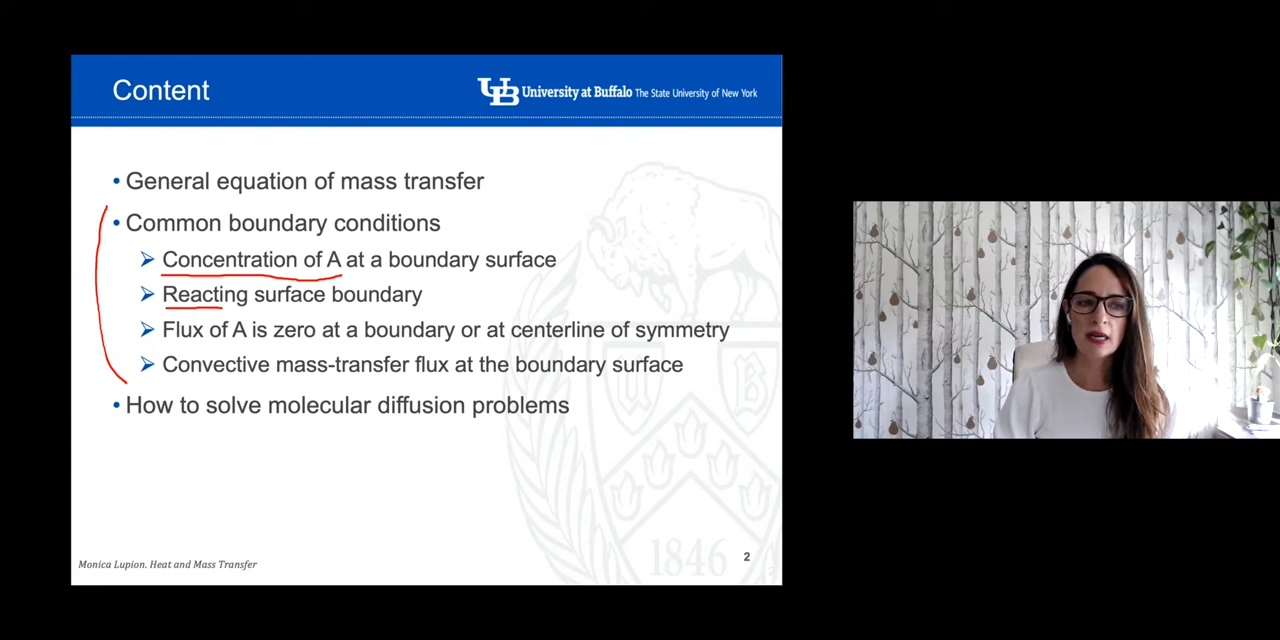 Content
UB University at Buffalo The State University of New York
• General equation of mass transfer
• Common boundary conditions
➢ Concentration of A at a boundary surface
➢ Reacting surface boundary
➢ Flux of A is zero at a boundary or at centerline of symmetry
➢ Convective mass-transfer flux at the boundary surface
• How to solve molecular diffusion problems
U B
1846
Monica Lupion. Heat and Mass Transfer
2